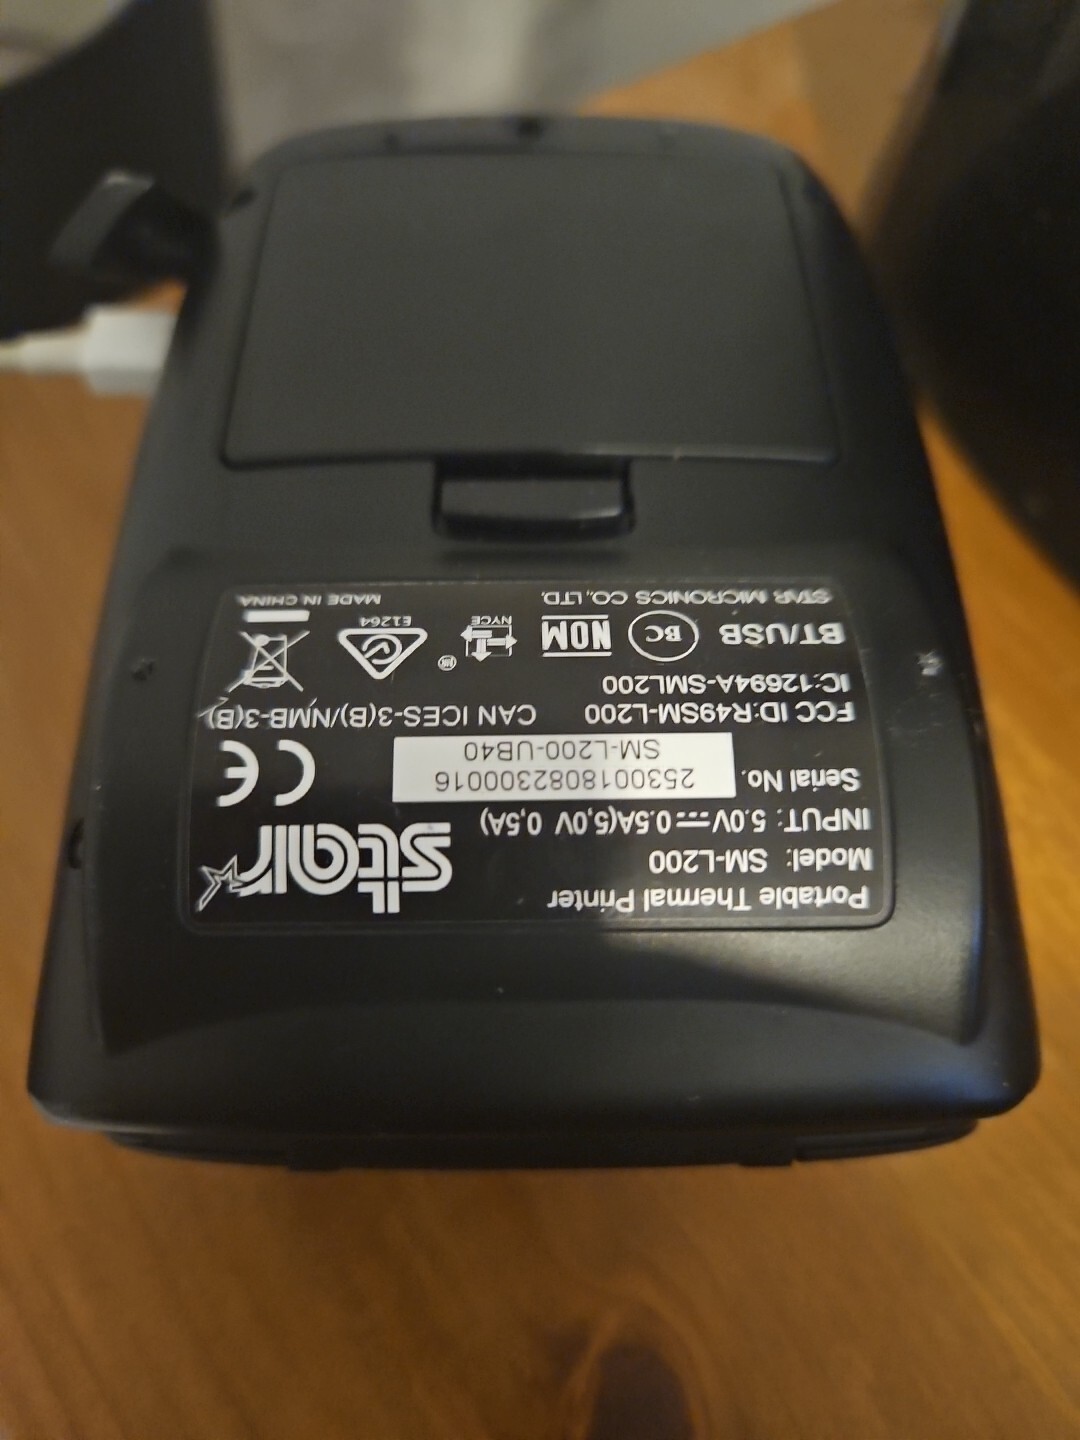 Portable Thermal Printer
Model: SM-L200
star
INPUT: 5.0V 0.5A(5,0V 0,5A)
Serial No. 2530018082300016
SM-L200-UB40
CE
FCC ID:R49SM-L200 CAN ICES-3(B)/NMB-3(B)
IC:12694A-SML200
BT/USB BC NOM NYCE MR E1264
STAR MICRONICS CO.,LTD. MADE IN CHINA